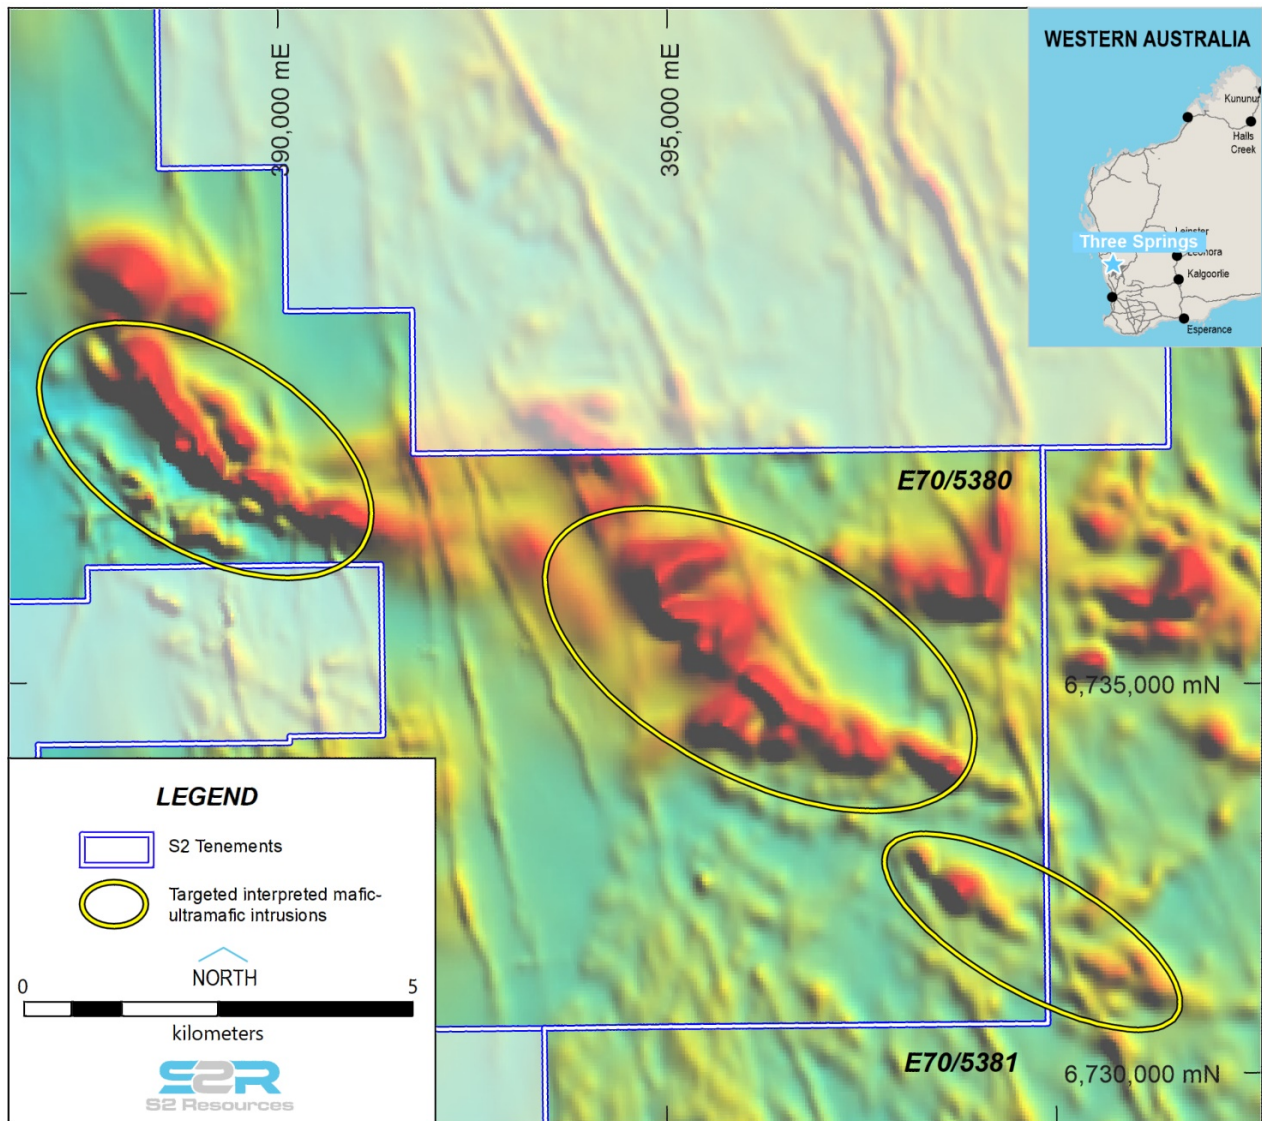 390,000 mE
395,000 mE
WESTERN AUSTRALIA
Kununur
Halls
Creek
Leinster
Three Springs
Leonora
Kalgoorlie
Esperance
E70/5380
6,735,000 mN
LEGEND
S2 Tenements
Targeted interpreted mafic-
ultramafic intrusions
NORTH
0 5
kilometers
S2R
S2 Resources
E70/5381
6,730,000 mN